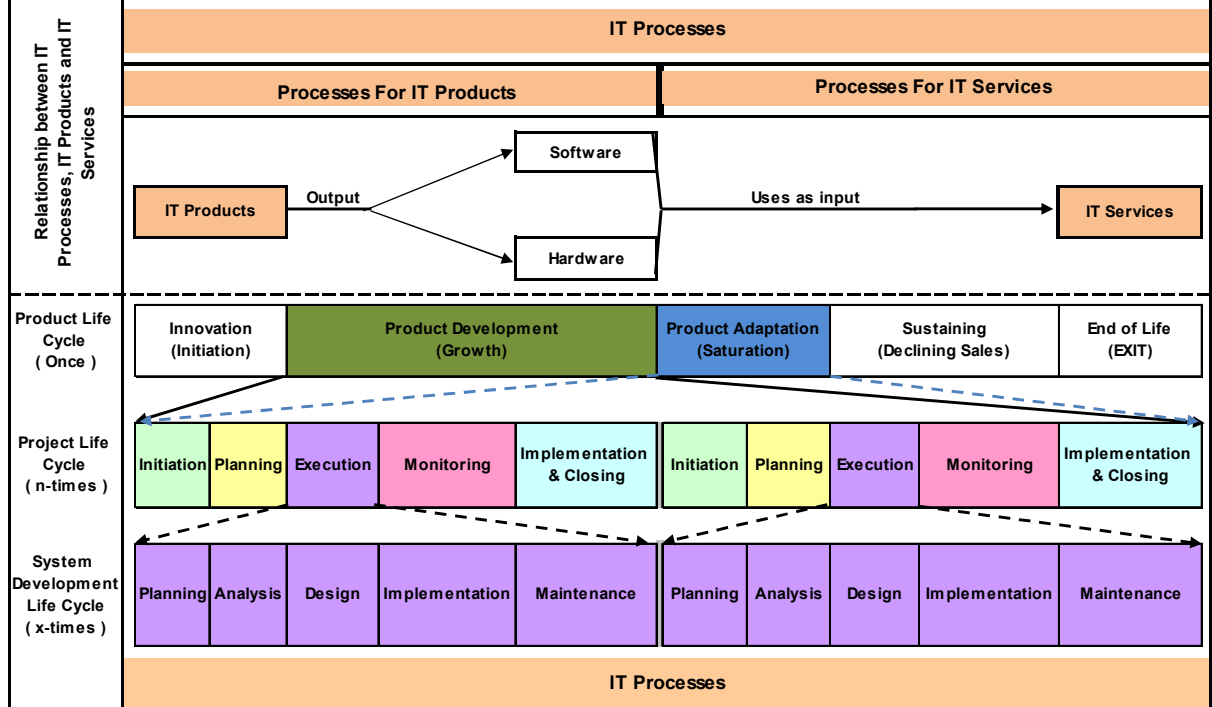 IT Processes
Relationship between IT
Processes, IT Products and IT
Services
Processes For IT Products
Processes For IT Services
Software
IT Products
Output
Uses as input
IT Services
Hardware
Product Life
Cycle
( Once )
Innovation
(Initiation)
Product Development
(Growth)
Product Adaptation
(Saturation)
Sustaining
(Declining Sales)
End of Life
(EXIT)
Project Life
Cycle
( n-times )
Initiation
Planning
Execution
Monitoring
Implementation
& Closing
Initiation
Planning
Execution
Monitoring
Implementation
& Closing
System
Development
Life Cycle
( x-times )
Planning
Analysis
Design
Implementation
Maintenance
Planning
Analysis
Design
Implementation
Maintenance
IT Processes